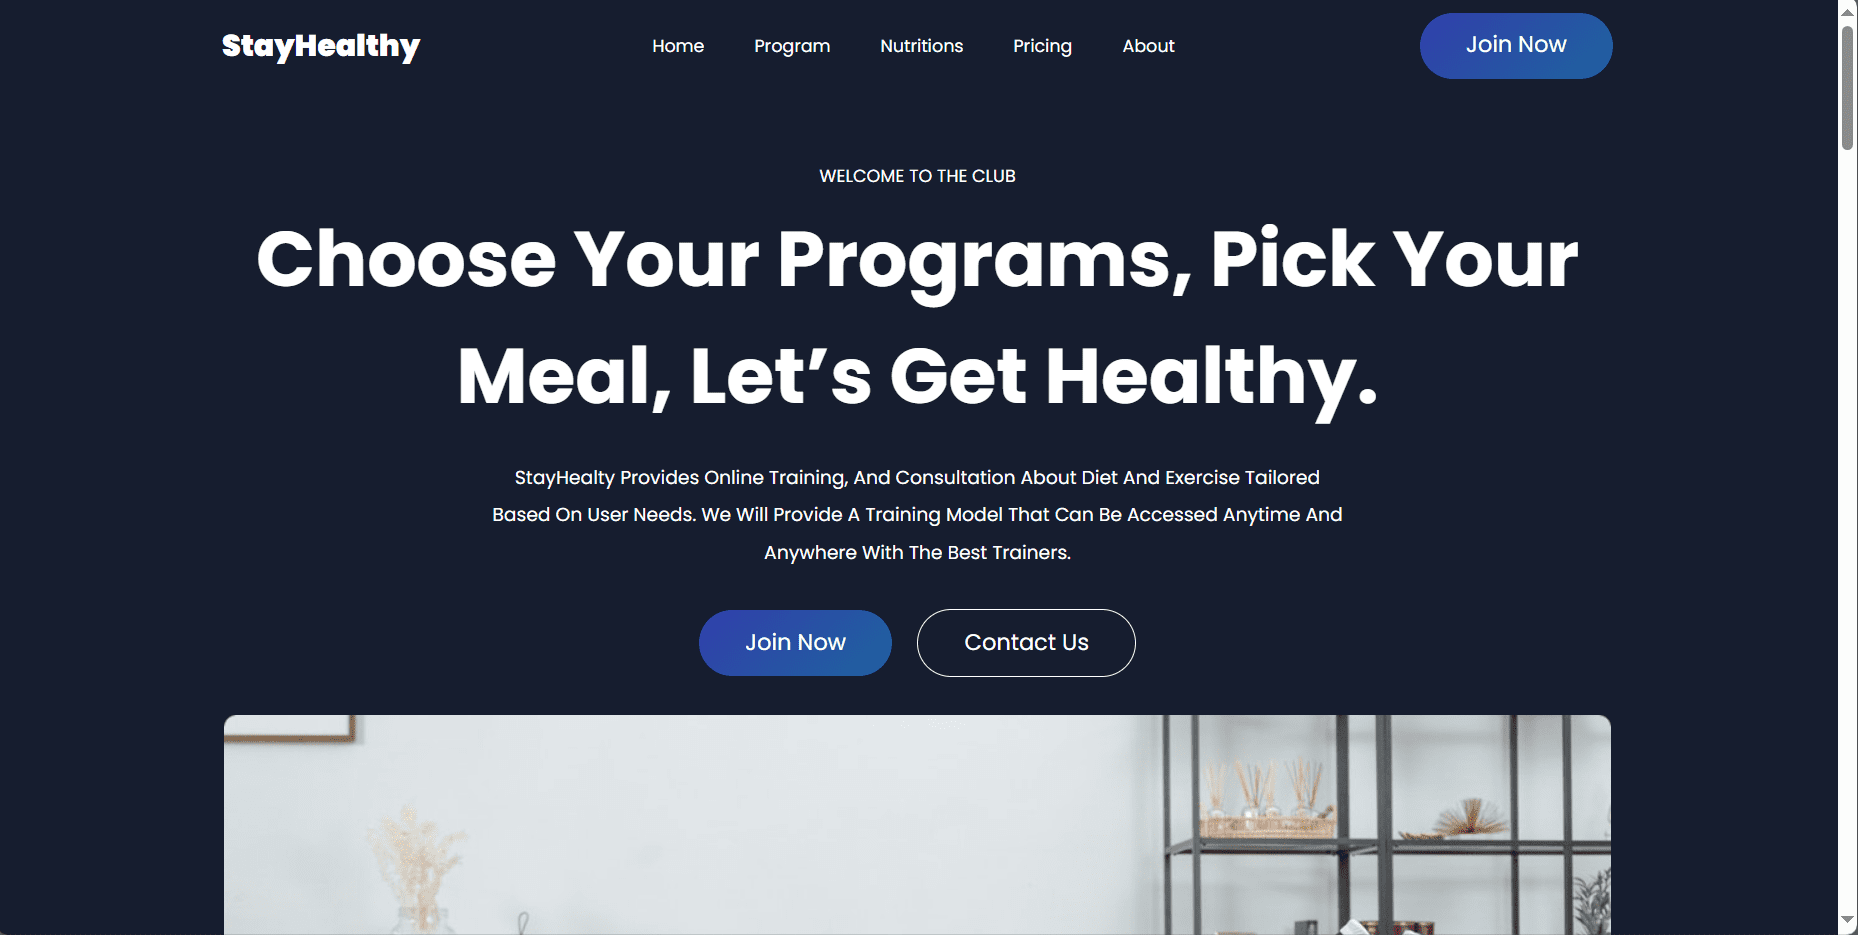 StayHealthy
Home
Program
Nutritions
Pricing
About
Join Now
WELCOME TO THE CLUB
Choose Your Programs, Pick Your
Meal, Let’s Get Healthy.
StayHealty Provides Online Training, And Consultation About Diet And Exercise Tailored
Based On User Needs. We Will Provide A Training Model That Can Be Accessed Anytime And
Anywhere With The Best Trainers.
Join Now
Contact Us